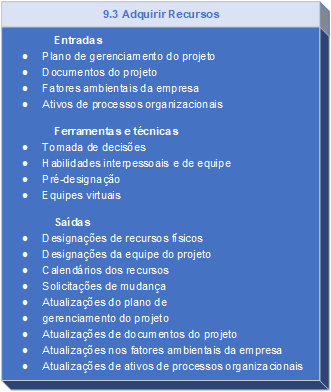 9.3 Adquirir Recursos
Entradas
● Plano de gerenciamento do projeto
● Documentos do projeto
● Fatores ambientais da empresa
● Ativos de processos organizacionais
Ferramentas e técnicas
● Tomada de decisões
● Habilidades interpessoais e de equipe
● Pré-designação
● Equipes virtuais
Saídas
● Designações de recursos físicos
● Designações da equipe do projeto
● Calendários dos recursos
● Solicitações de mudança
● Atualizações do plano de
● gerenciamento do projeto
● Atualizações de documentos do projeto
● Atualizações nos fatores ambientais da empresa
● Atualizações de ativos de processos organizacionais